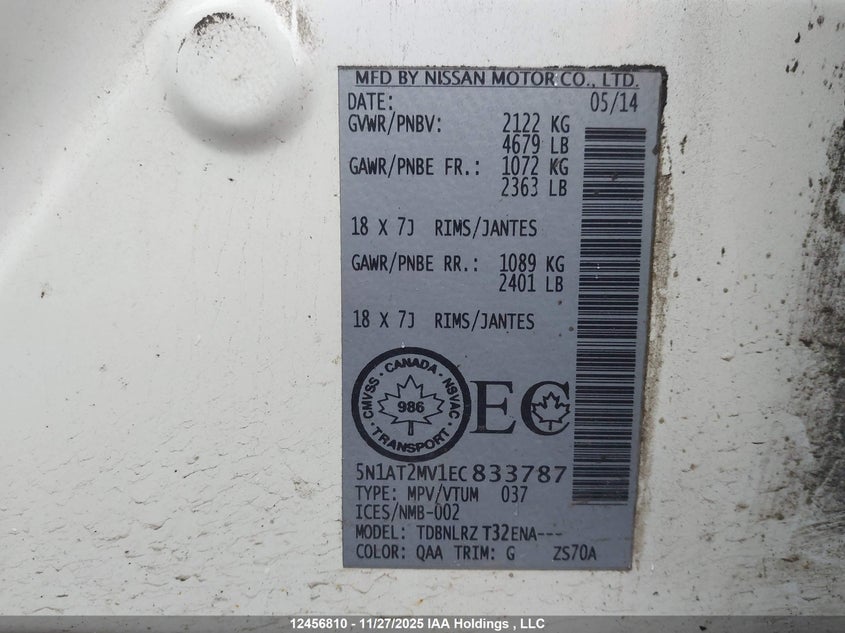 MFD BY NISSAN MOTOR CO., LTD.
DATE: 05/14
GVWR/PNBV: 2122 KG
4679 LB
GAWR/PNBE FR.: 1072 KG
2363 LB
18 X 7J RIMS/JANTES
GAWR/PNBE RR.: 1089 KG
2401 LB
18 X 7J RIMS/JANTES
CMVSS · CANADA · NSVAC · TRANSPORT ·
986
EC
5N1AT2MV1EC833787
TYPE: MPV/VTUM 037
ICES/NMB-002
MODEL: TDBNLRZ T32ENA---
COLOR: QAA TRIM: G ZS70A
12456810 - 11/27/2025 IAA Holdings , LLC